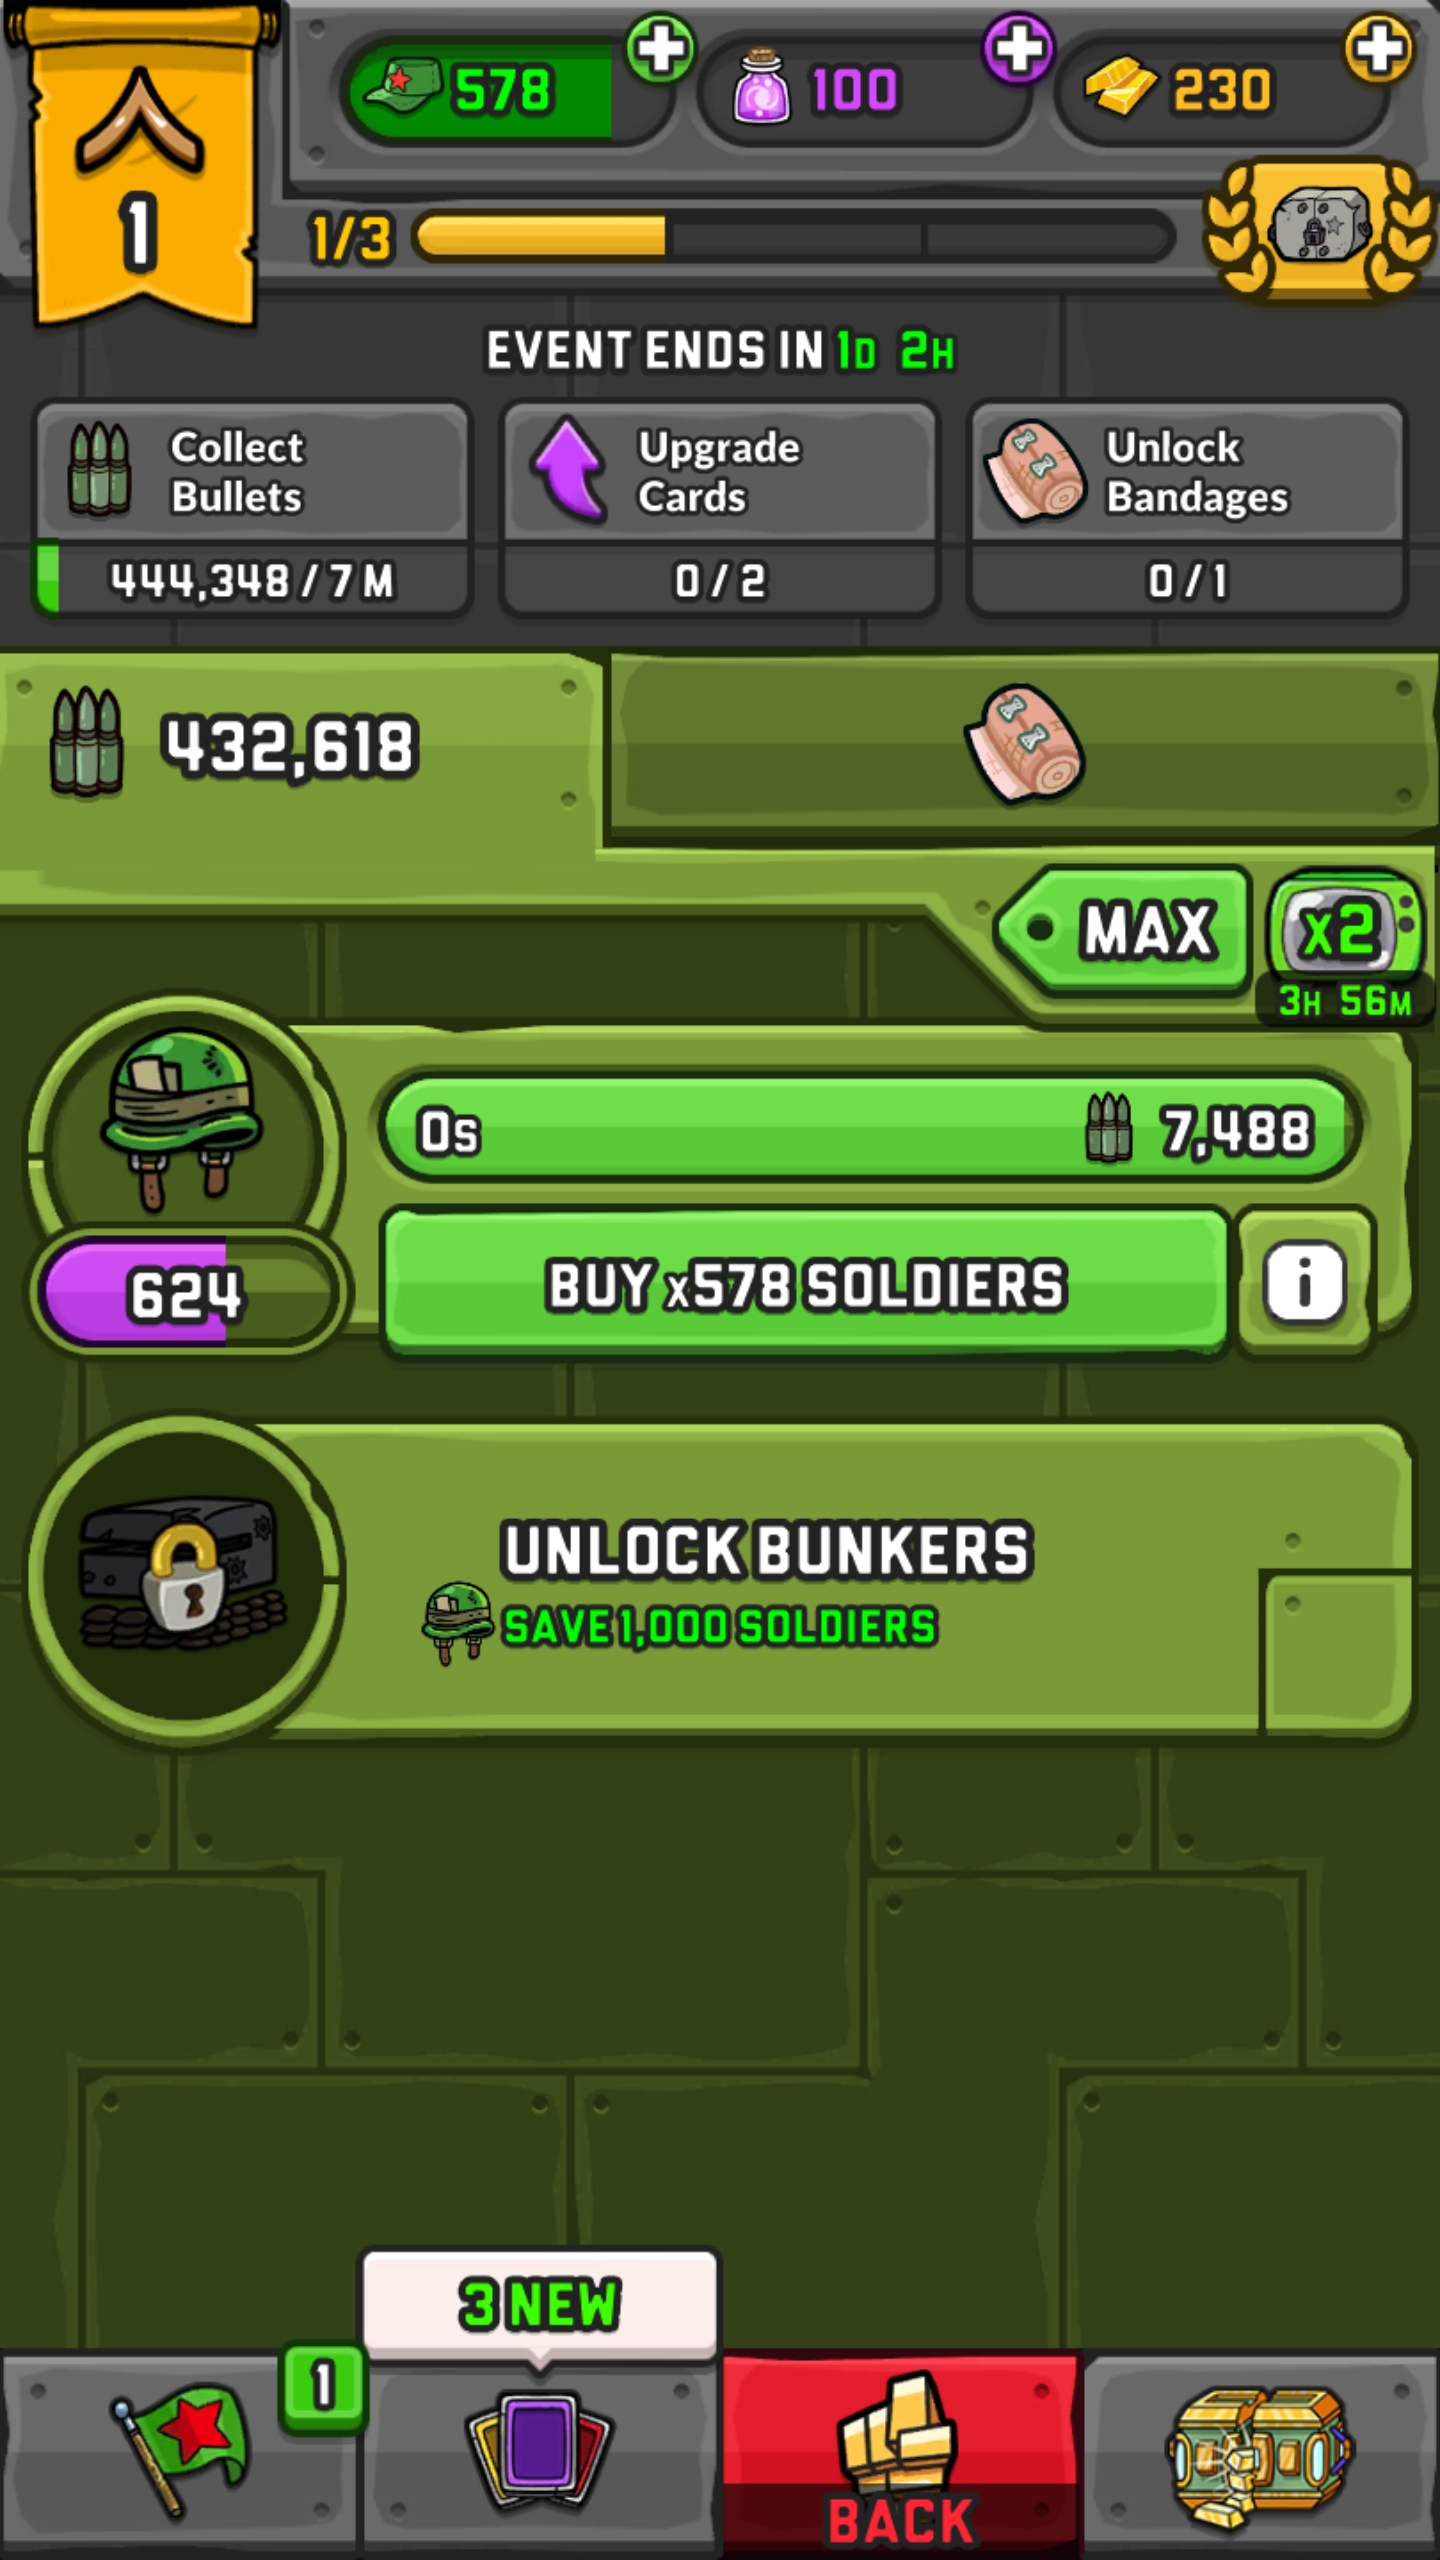 578
100
230
1
1/3
EVENT ENDS IN 1D 2H
Collect
Bullets
444,348 / 7 M
Upgrade
Cards
0 / 2
Unlock
Bandages
0 / 1
432,618
MAX
x2
3H 56M
0s
7,488
624
BUY x578 SOLDIERS
i
UNLOCK BUNKERS
SAVE 1,000 SOLDIERS
3 NEW
1
BACK